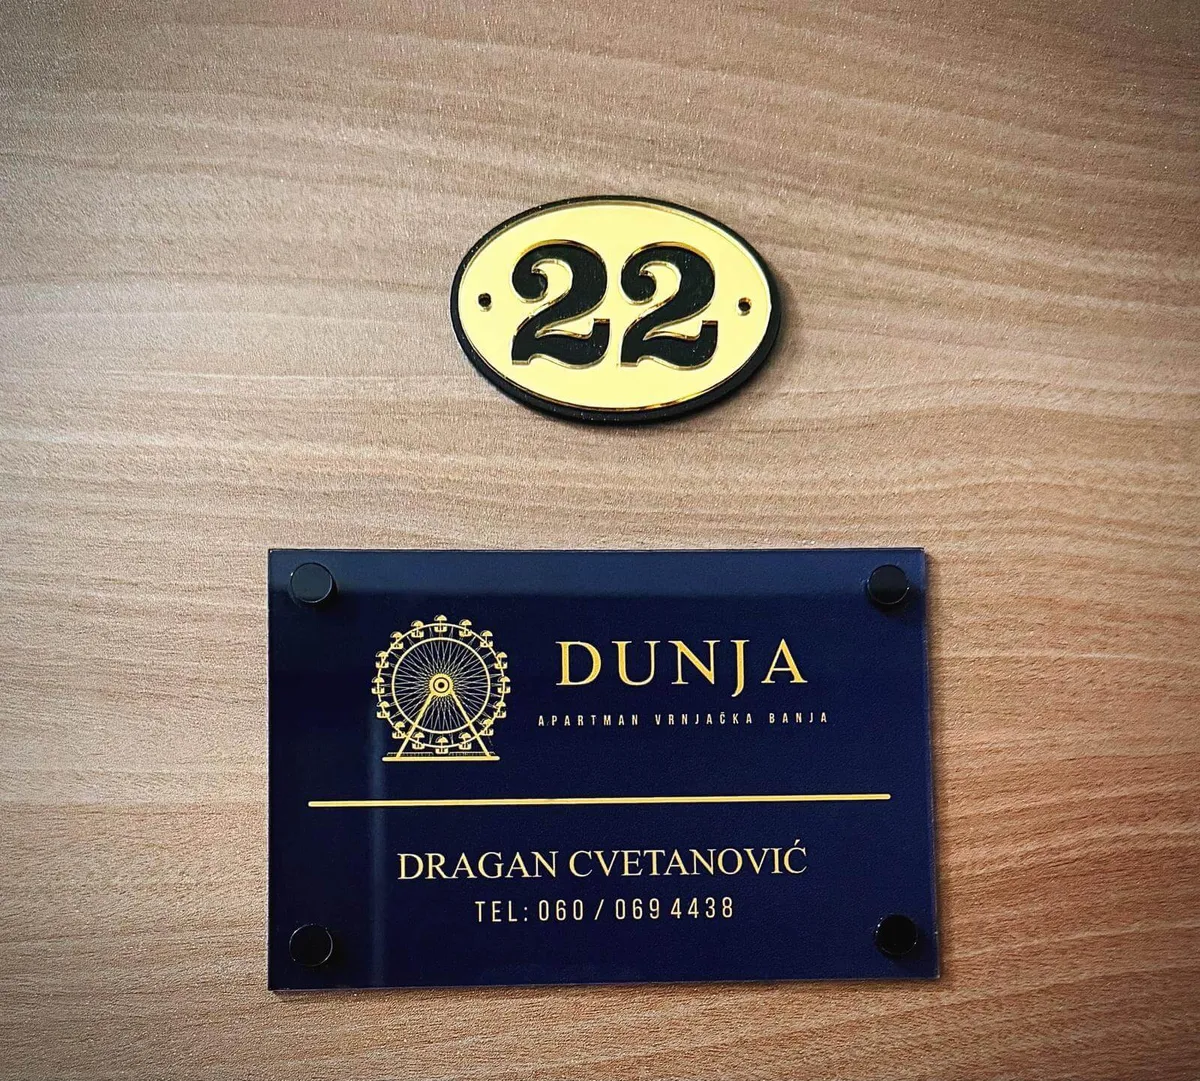 22
DUNJA
APARTMAN VRNJAČKA BANJA
DRAGAN CVETANOVIĆ
TEL: 060 / 069 4438